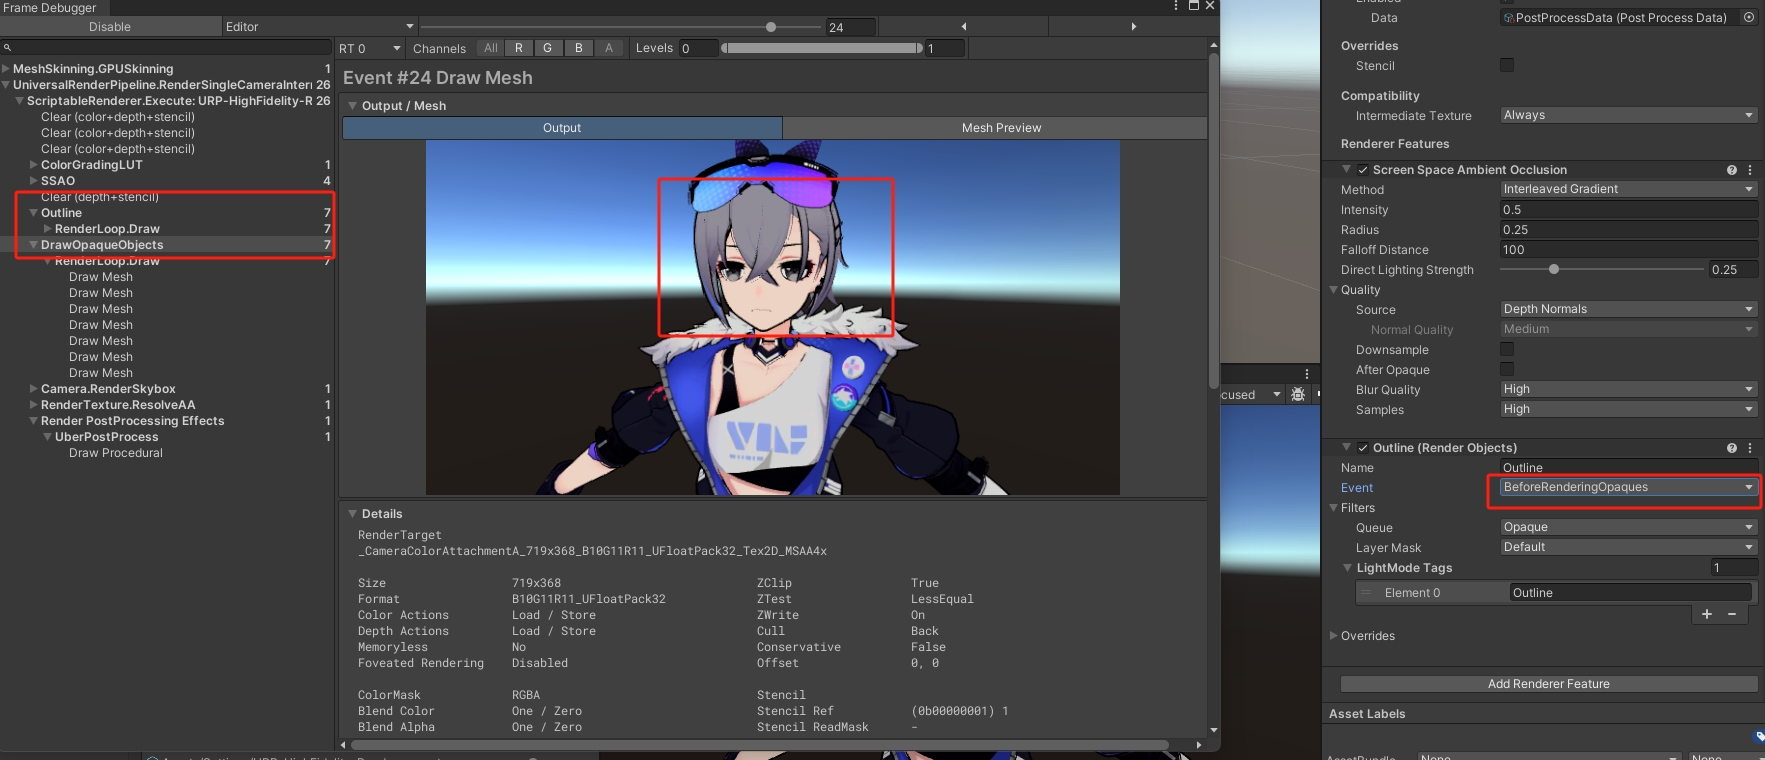 Frame Debugger
Disable
Editor
24
RT 0
Channels
All
R
G
B
A
Levels
0
1
MeshSkinning.GPUSkinning 1
UniversalRenderPipeline.RenderSingleCameraInter 26
ScriptableRenderer.Execute: URP-HighFidelity-R 26
Clear (color+depth+stencil)
Clear (color+depth+stencil)
Clear (color+depth+stencil)
ColorGradingLUT 1
SSAO 4
Clear (depth+stencil)
Outline 7
RenderLoop.Draw 7
DrawOpaqueObjects 7
RenderLoop.Draw 7
Draw Mesh
Draw Mesh
Draw Mesh
Draw Mesh
Draw Mesh
Draw Mesh
Draw Mesh
Camera.RenderSkybox 1
RenderTexture.ResolveAA 1
Render PostProcessing Effects 1
UberPostProcess 1
Draw Procedural
Event #24 Draw Mesh
Output / Mesh
Output
Mesh Preview
Details
RenderTarget
_CameraColorAttachmentA_719x368_B10G11R11_UFloatPack32_Tex2D_MSAA4x
Size 719x368 ZClip True
Format B10G11R11_UFloatPack32 ZTest LessEqual
Color Actions Load / Store ZWrite On
Depth Actions Load / Store Cull Back
Memoryless No Conservative False
Foveated Rendering Disabled Offset 0, 0
ColorMask RGBA Stencil
Blend Color One / Zero Stencil Ref (0b00000001) 1
Blend Alpha One / Zero Stencil ReadMask -
cused
Data PostProcessData (Post Process Data)
Overrides
Stencil
Compatibility
Intermediate Texture Always
Renderer Features
Screen Space Ambient Occlusion
Method Interleaved Gradient
Intensity 0.5
Radius 0.25
Falloff Distance 100
Direct Lighting Strength 0.25
Quality
Source Depth Normals
Normal Quality Medium
Downsample
After Opaque
Blur Quality High
Samples High
Outline (Render Objects)
Name Outline
Event BeforeRenderingOpaques
Filters
Queue Opaque
Layer Mask Default
LightMode Tags 1
Element 0 Outline
+ -
Overrides
Add Renderer Feature
Asset Labels